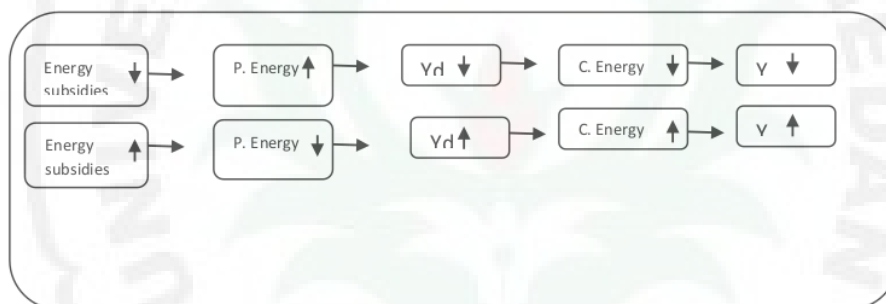 Energy subsidies ↓ → P. Energy ↑ → Yd ↓ → C. Energy ↓ → Y ↓
Energy subsidies ↑ → P. Energy ↓ → Yd ↑ → C. Energy ↑ → Y ↑